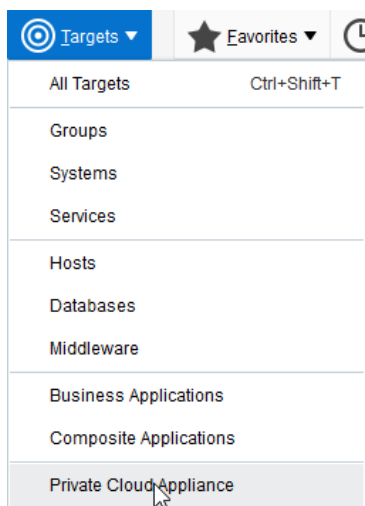 Targets ▼ Favorites ▼
All Targets Ctrl+Shift+T
Groups
Systems
Services
Hosts
Databases
Middleware
Business Applications
Composite Applications
Private Cloud Appliance